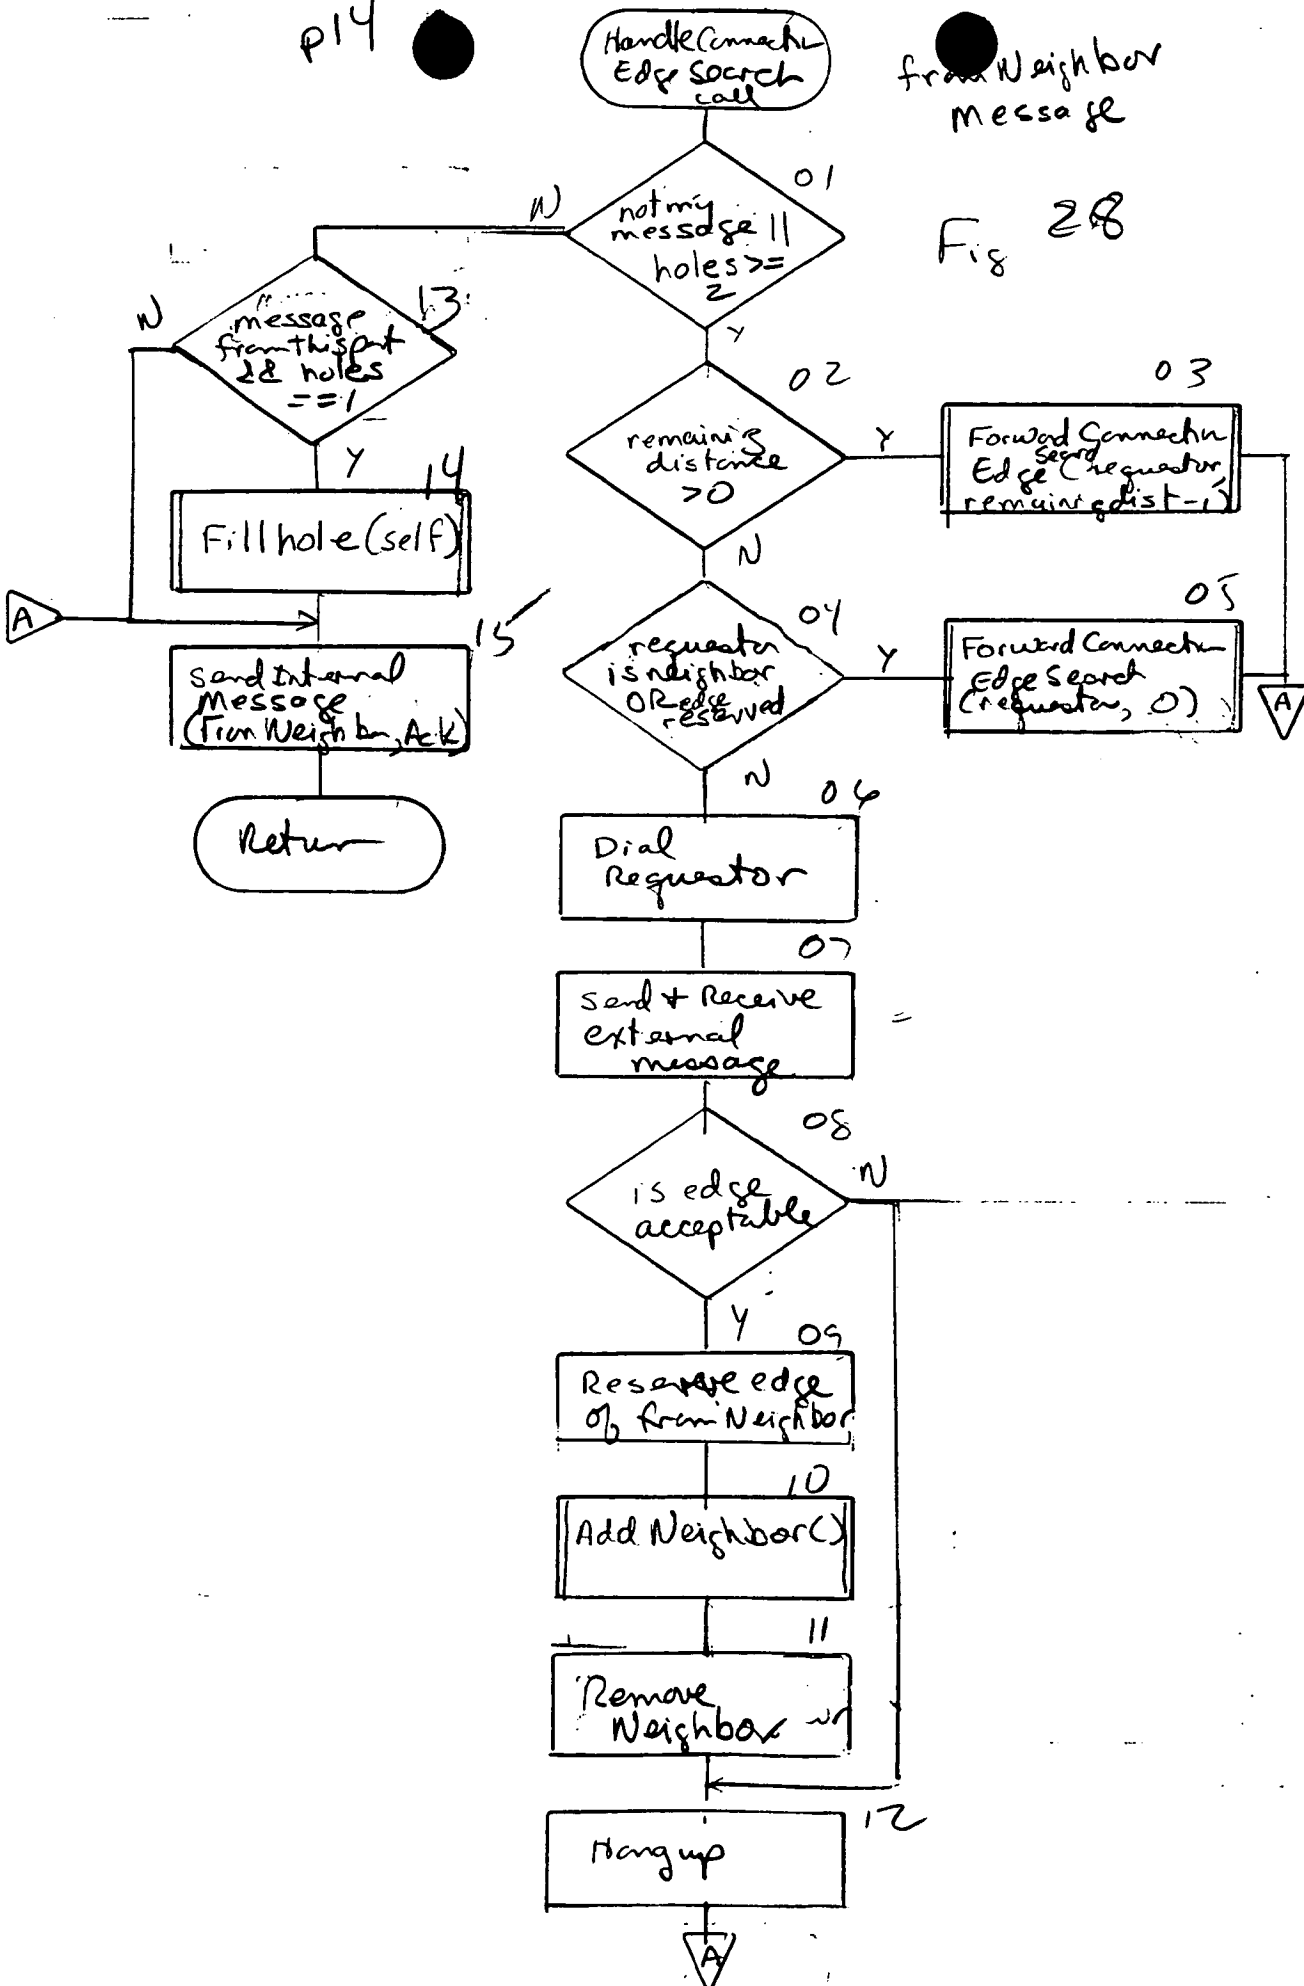 p14
Handle Connection
Edge Search
call
from Neighbor
message
Fig 28
01
not my
message ||
holes >=
2
N
Y
13
message
from this port
&& holes
== 1
N
Y
02
remaining
distance
>0
Y
N
03
Forward Connection
Search
Edge (requestor,
remaining dist-1)
14
Fill hole (self)
A
04
requestor
is neighbor
OR edge
reserved
Y
N
05
Forward Connection
Edge Search
(requestor, 0)
A
15
Send Internal
Message
(From Neighbor, Ack)
Return
06
Dial
Requestor
07
Send + Receive
external
message
08
is edge
acceptable
N
Y
09
Reserve edge
of from Neighbor
10
Add Neighbor()
11
Remove
Neighbor
12
Hang up
A